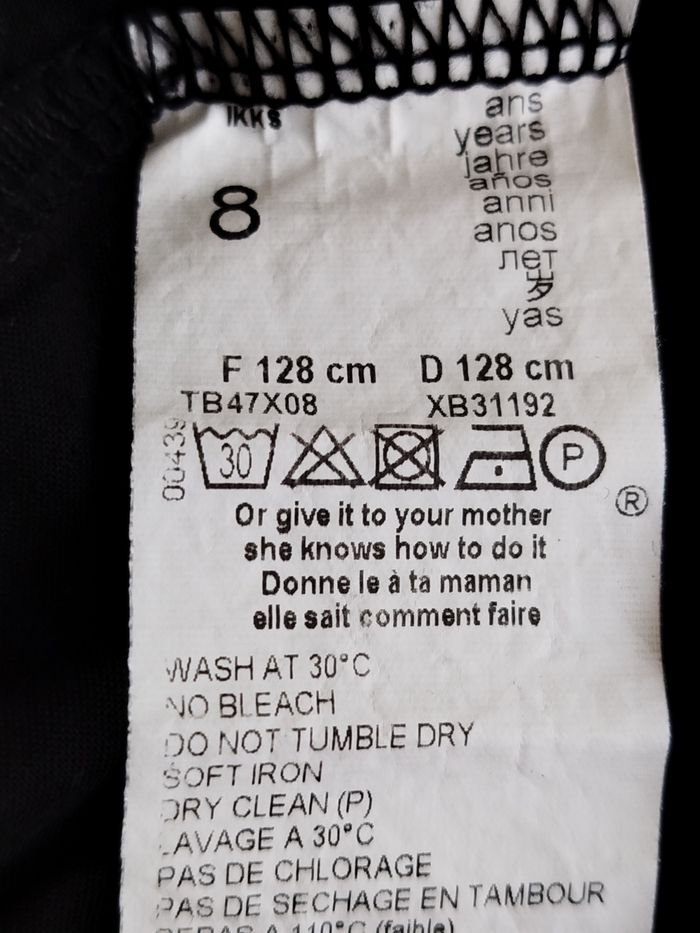 IKKS
ans
years
jahre
años
anni
anos
лет
岁
yas
8
F 128 cm D 128 cm
TB47X08 XB31192
00439
30 P
®
Or give it to your mother
she knows how to do it
Donne le à ta maman
elle sait comment faire
WASH AT 30°C
NO BLEACH
DO NOT TUMBLE DRY
SOFT IRON
DRY CLEAN (P)
LAVAGE A 30°C
PAS DE CHLORAGE
PAS DE SECHAGE EN TAMBOUR
A 110°C (faible)